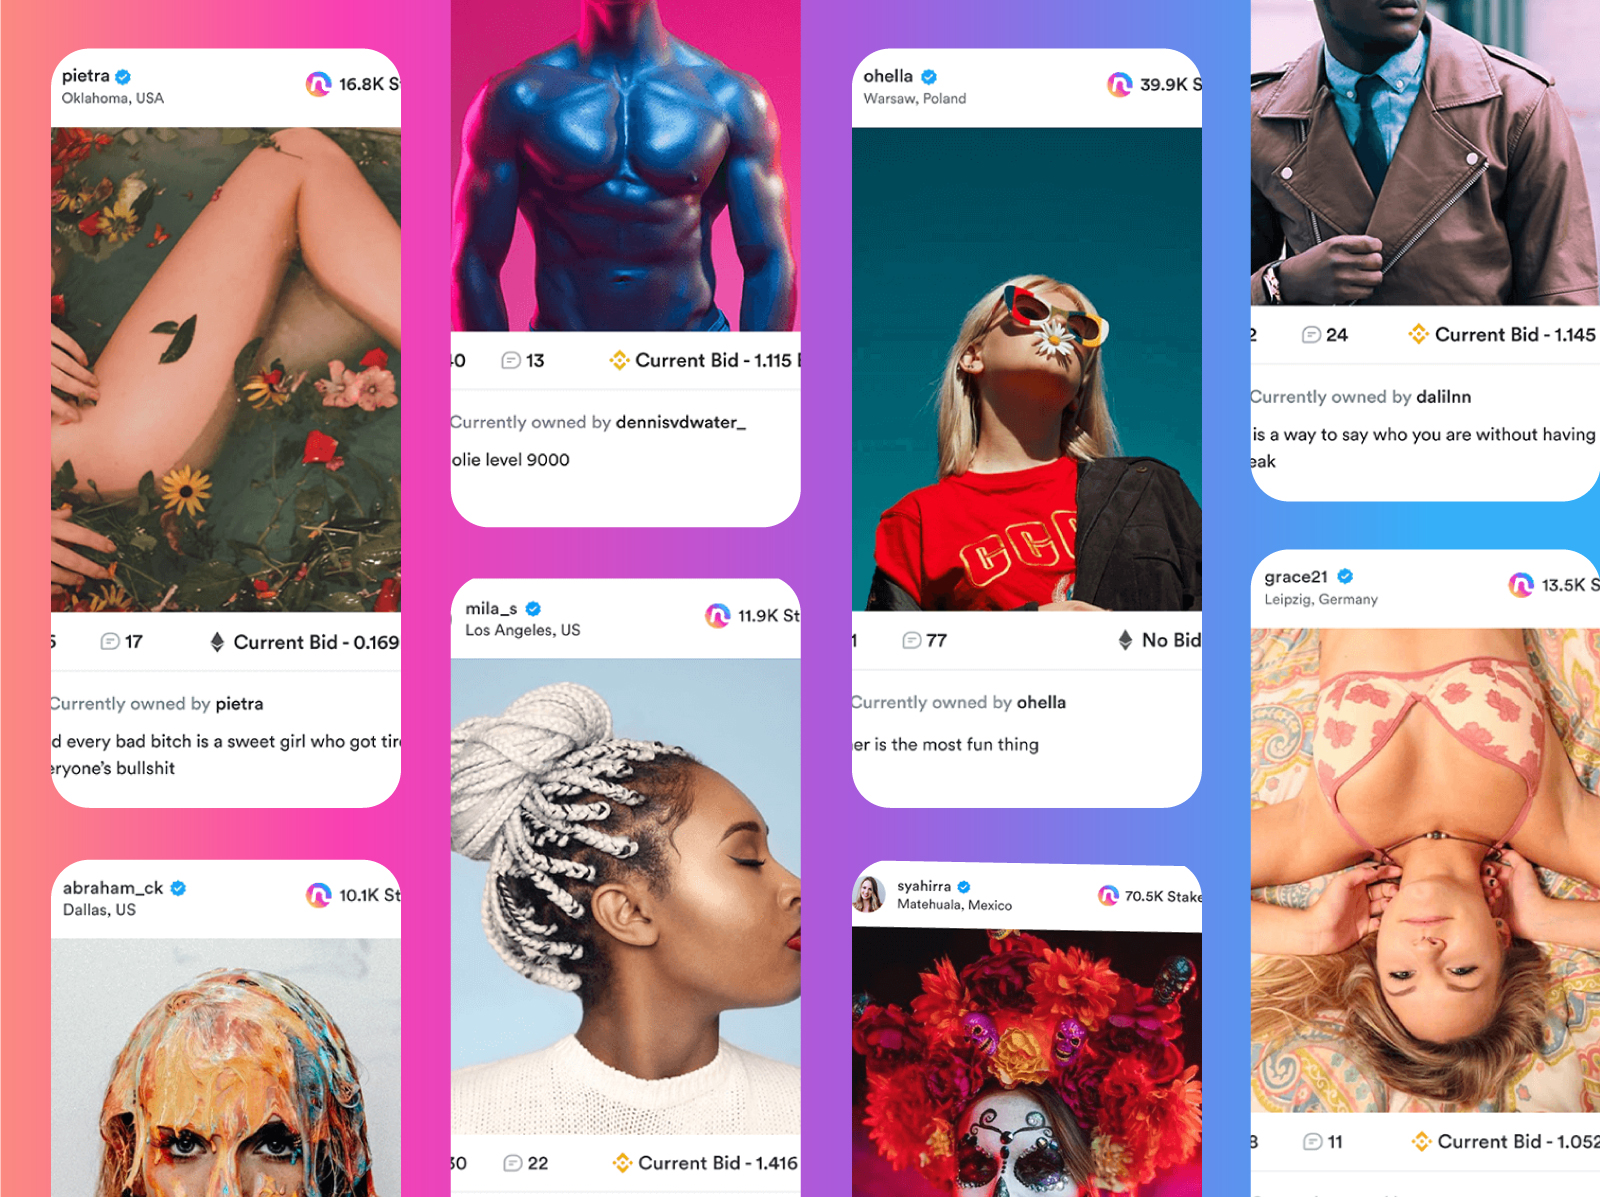 pietra
Oklahoma, USA
16.8K S
17
Current Bid - 0.169
Currently owned by pietra
d every bad bitch is a sweet girl who got tire
eryone's bullshit
abraham_ck
Dallas, US
10.1K St
40
13
Current Bid - 1.115
Currently owned by dennisvdwater_
olie level 9000
mila_s
Los Angeles, US
11.9K St
30
22
Current Bid - 1.416
ohella
Warsaw, Poland
39.9K S
CCC
1
77
No Bid
Currently owned by ohella
er is the most fun thing
syahirra
Matehuala, Mexico
70.5K Stake
2
24
Current Bid - 1.145
Currently owned by dalilnn
is a way to say who you are without having
eak
grace21
Leipzig, Germany
13.5K S
11
Current Bid - 1.052